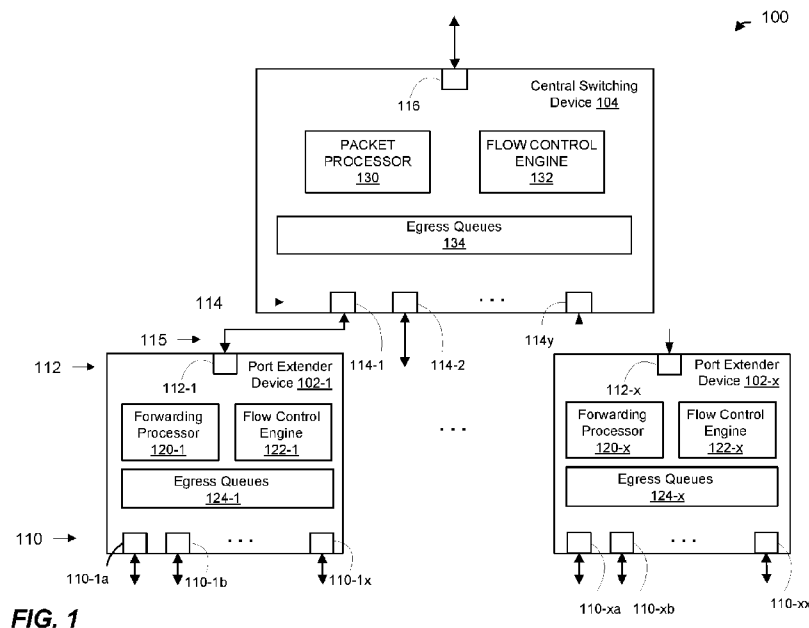 100
116
Central Switching
Device 104
PACKET
PROCESSOR
130
FLOW CONTROL
ENGINE
132
Egress Queues
134
114
. . .
115
114-1
114-2
114y
112
112-1
Port Extender
Device 102-1
Forwarding
Processor
120-1
Flow Control
Engine
122-1
Egress Queues
124-1
. . .
110
. . .
110-1a
110-1b
110-1x
112-x
Port Extender
Device 102-x
Forwarding
Processor
120-x
Flow Control
Engine
122-x
Egress Queues
124-x
. . .
110-xa
110-xb
110-xx
FIG. 1